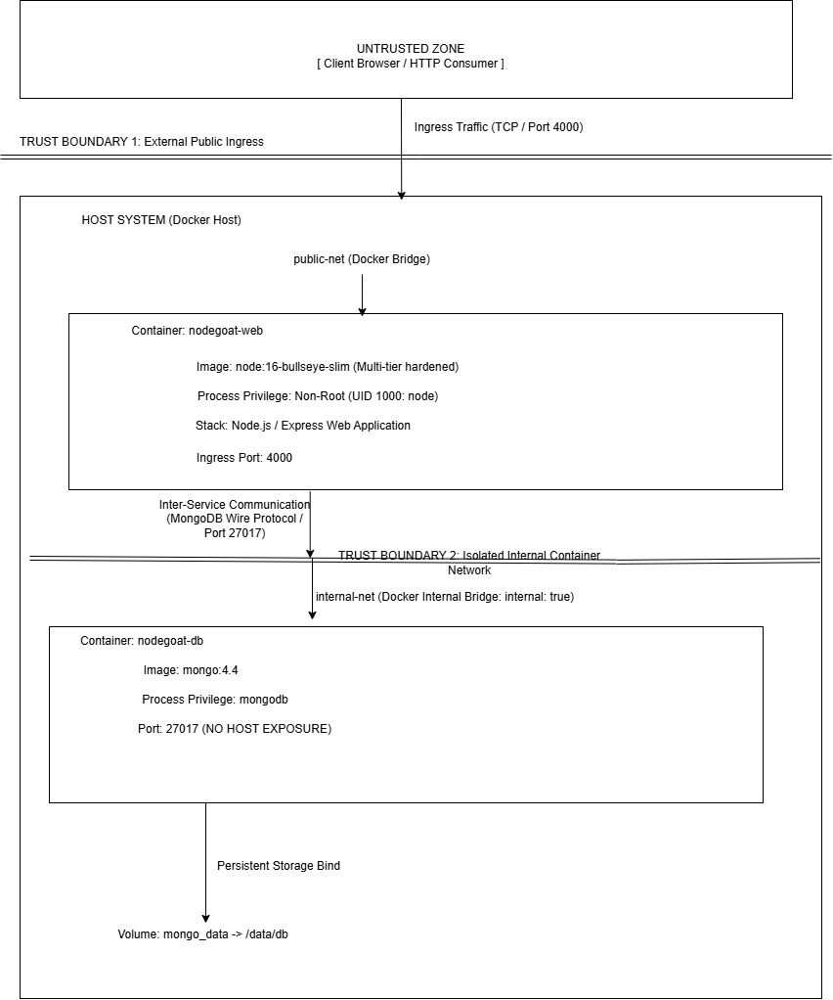 UNTRUSTED ZONE
[ Client Browser / HTTP Consumer ]
Ingress Traffic (TCP / Port 4000)
TRUST BOUNDARY 1: External Public Ingress
HOST SYSTEM (Docker Host)
public-net (Docker Bridge)
Container: nodegoat-web
Image: node:16-bullseye-slim (Multi-tier hardened)
Process Privilege: Non-Root (UID 1000: node)
Stack: Node.js / Express Web Application
Ingress Port: 4000
Inter-Service Communication
(MongoDB Wire Protocol /
Port 27017)
TRUST BOUNDARY 2: Isolated Internal Container
Network
internal-net (Docker Internal Bridge: internal: true)
Container: nodegoat-db
Image: mongo:4.4
Process Privilege: mongodb
Port: 27017 (NO HOST EXPOSURE)
Persistent Storage Bind
Volume: mongo_data -> /data/db